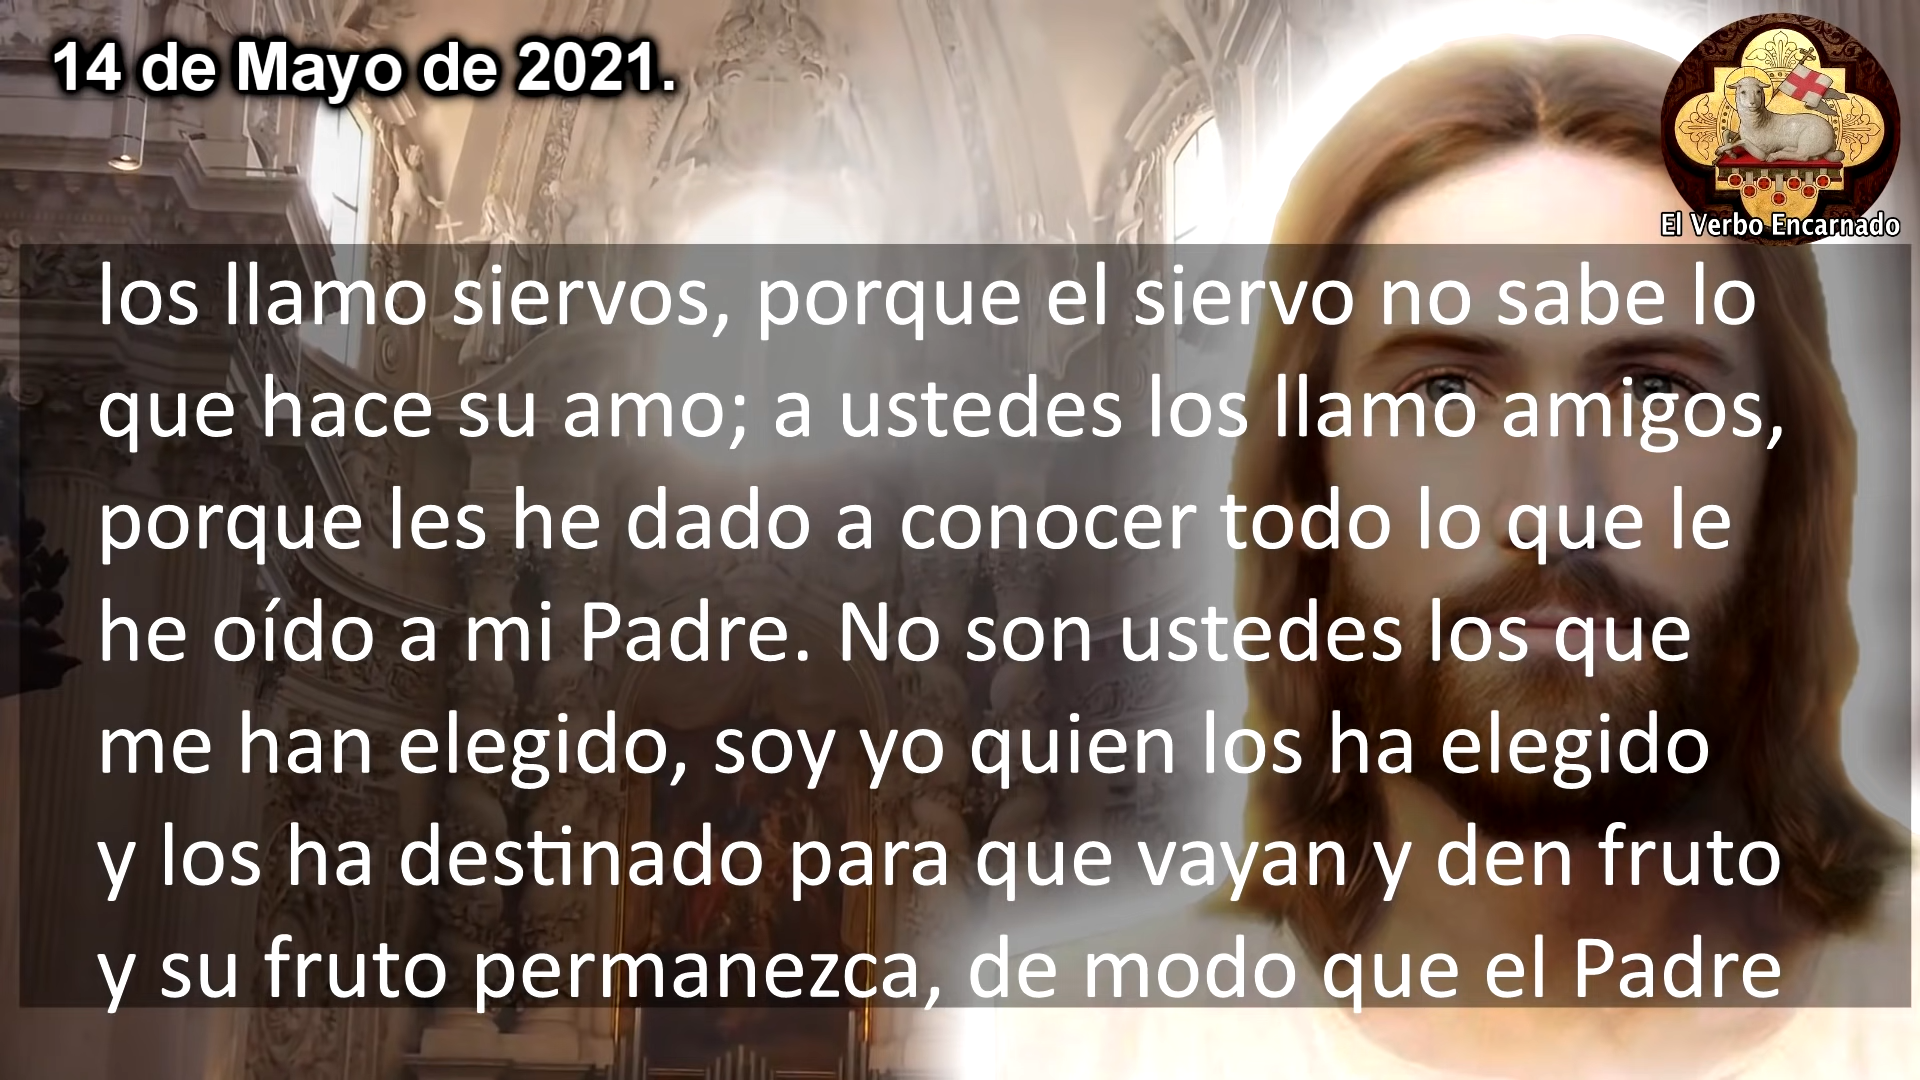 14 de Mayo de 2021.
El Verbo Encarnado
los llamo siervos, porque el siervo no sabe lo
que hace su amo; a ustedes los llamo amigos,
porque les he dado a conocer todo lo que le
he oído a mi Padre. No son ustedes los que
me han elegido, soy yo quien los ha elegido
y los ha destinado para que vayan y den fruto
y su fruto permanezca, de modo que el Padre